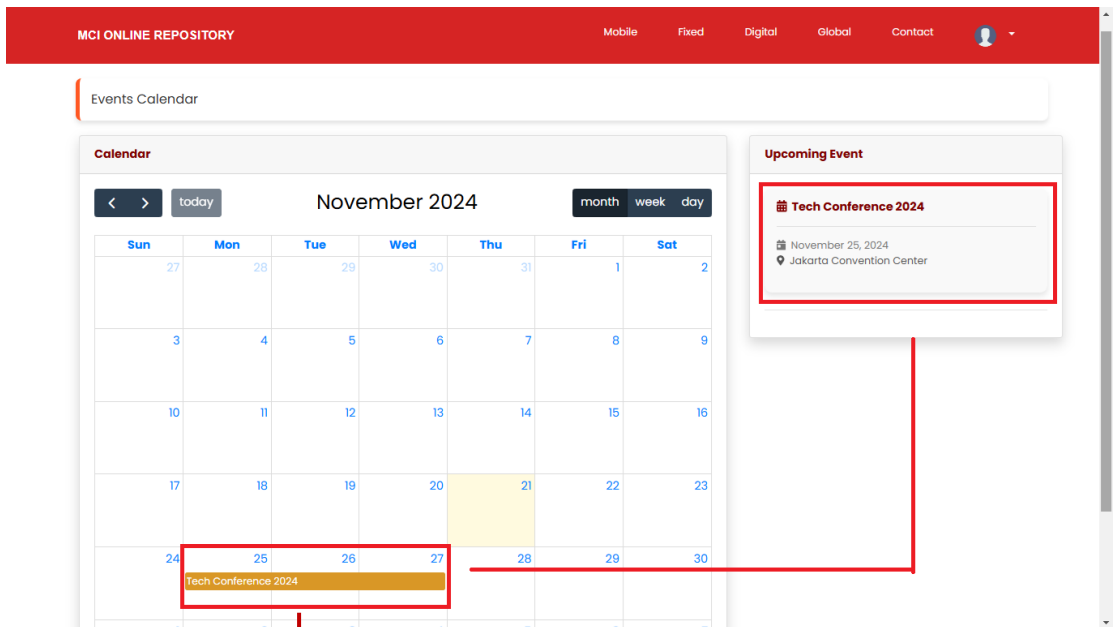 MCI ONLINE REPOSITORY Mobile Fixed Digital Global Contact
Events Calendar
Calendar
today November 2024 month week day
Sun Mon Tue Wed Thu Fri Sat
27 28 29 30 31 1 2
3 4 5 6 7 8 9
10 11 12 13 14 15 16
17 18 19 20 21 22 23
24 25 26 27 28 29 30
Tech Conference 2024
Upcoming Event
Tech Conference 2024
November 25, 2024
Jakarta Convention Center